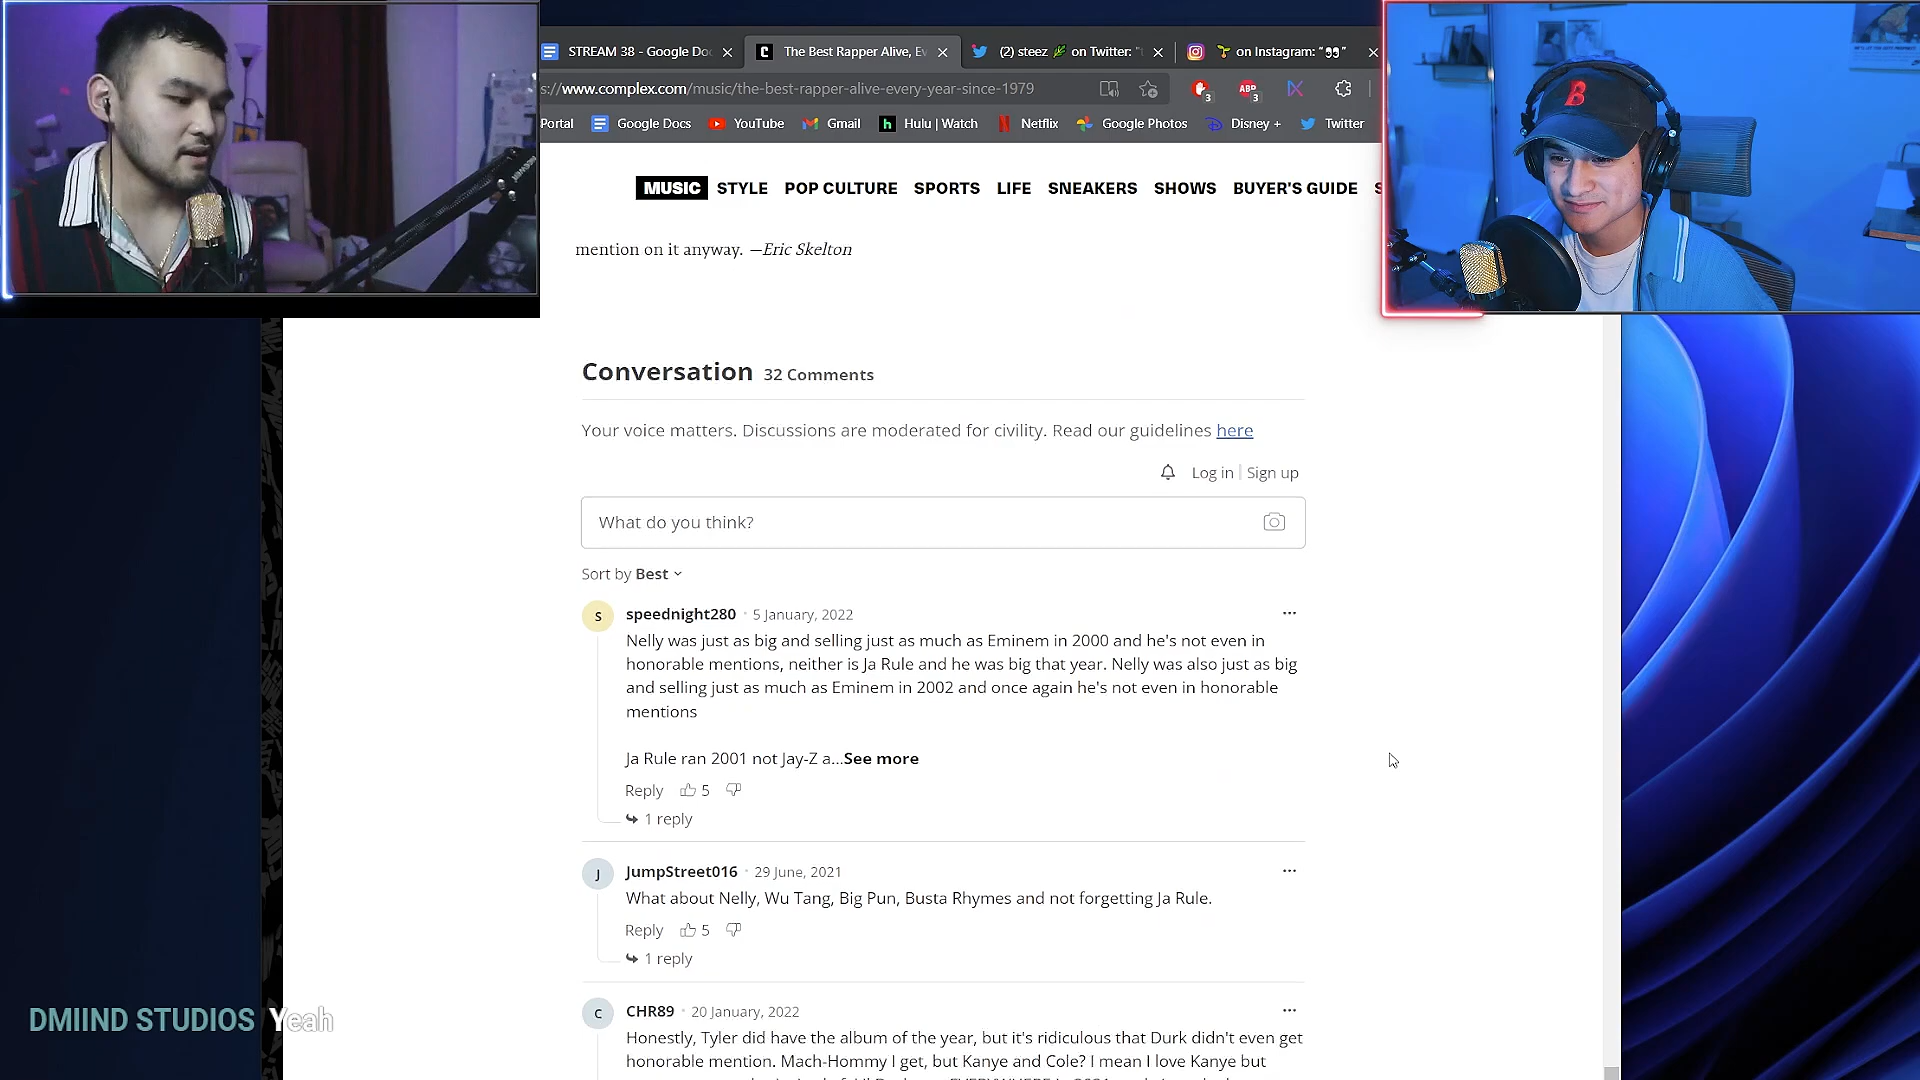 STREAM 38 - Google Do
The Best Rapper Alive, Ev
(2) steez on Twitter: "
on Instagram: "
s://www.complex.com/music/the-best-rapper-alive-every-year-since-1979
3
ABP
3
Portal
Google Docs
YouTube
Gmail
Hulu | Watch
Netflix
Google Photos
Disney +
Twitter
B
MUSIC STYLE POP CULTURE SPORTS LIFE SNEAKERS SHOWS BUYER'S GUIDE S
mention on it anyway. —Eric Skelton
Conversation 32 Comments
Your voice matters. Discussions are moderated for civility. Read our guidelines here
Log in | Sign up
What do you think?
Sort by Best
S
speednight280 · 5 January, 2022
Nelly was just as big and selling just as much as Eminem in 2000 and he's not even in
honorable mentions, neither is Ja Rule and he was big that year. Nelly was also just as big
and selling just as much as Eminem in 2002 and once again he's not even in honorable
mentions
Ja Rule ran 2001 not Jay-Z a...See more
Reply 5
1 reply
J
JumpStreet016 · 29 June, 2021
What about Nelly, Wu Tang, Big Pun, Busta Rhymes and not forgetting Ja Rule.
Reply 5
1 reply
C
CHR89 · 20 January, 2022
Honestly, Tyler did have the album of the year, but it's ridiculous that Durk didn't even get
honorable mention. Mach-Hommy I get, but Kanye and Cole? I mean I love Kanye but
DMIIND STUDIOS Yeah